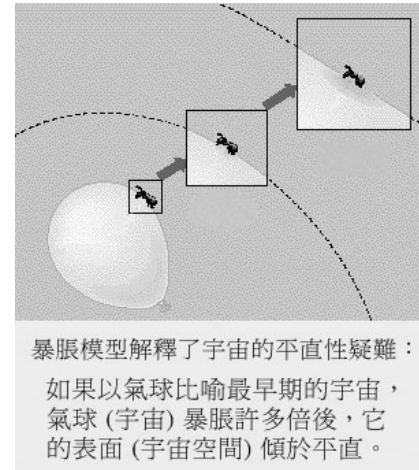 暴脹模型解釋了宇宙的平直性疑難：
如果以氣球比喻最早期的宇宙，
氣球 (宇宙) 暴脹許多倍後，它
的表面 (宇宙空間) 傾於平直。